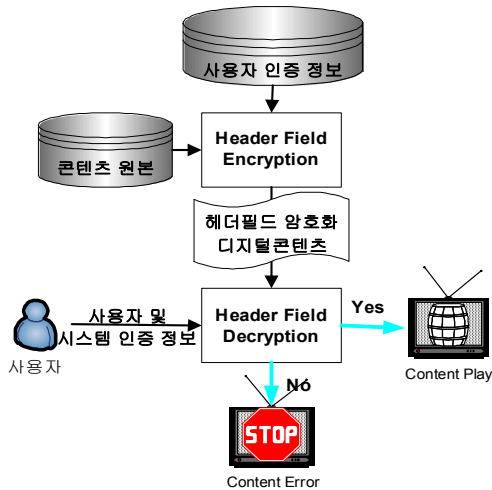 사용자 인증 정보
Header Field
Encryption
콘텐츠 원본
헤더필드 암호화
디지털콘텐츠
사용자 및
시스템 인증 정보
사용자
Header Field
Decryption
Yes
Content Play
No
STOP
Content Error